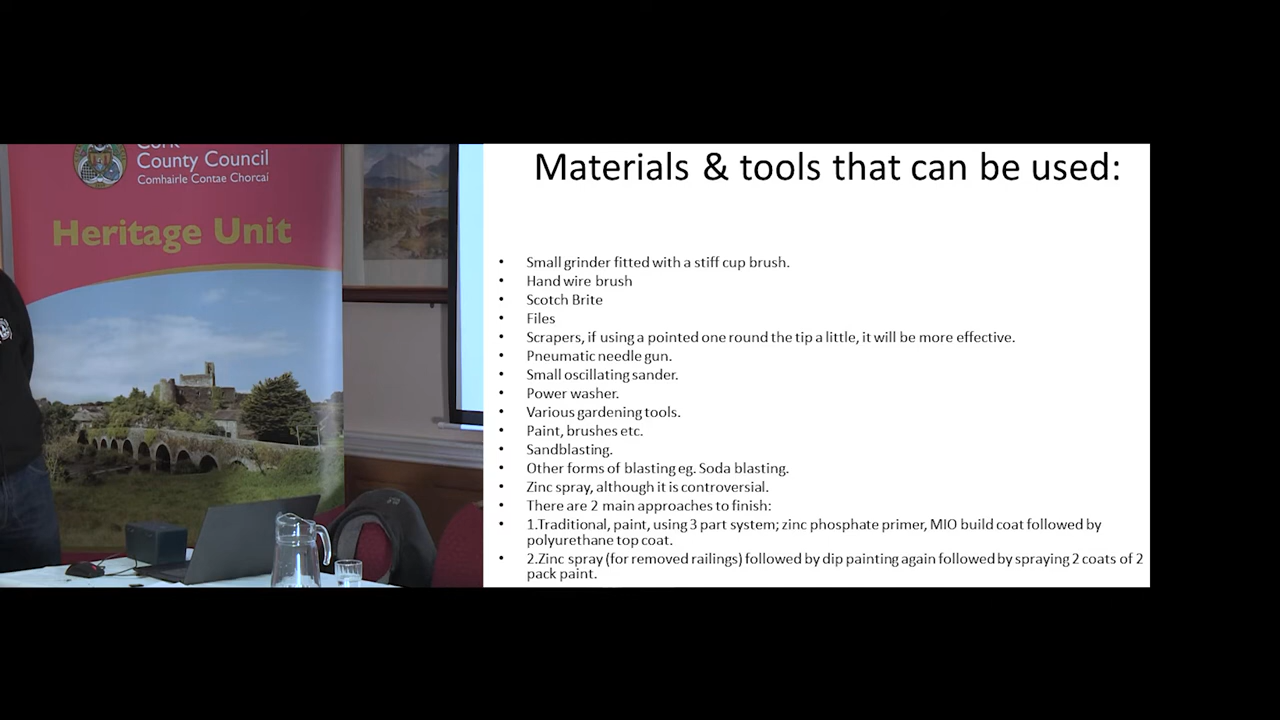 Cork
County Council
Comhairle Contae Chorcaí
Heritage Unit
Materials & tools that can be used:
• Small grinder fitted with a stiff cup brush.
• Hand wire brush
• Scotch Brite
• Files
• Scrapers, if using a pointed one round the tip a little, it will be more effective.
• Pneumatic needle gun.
• Small oscillating sander.
• Power washer.
• Various gardening tools.
• Paint, brushes etc.
• Sandblasting.
• Other forms of blasting eg. Soda blasting.
• Zinc spray, although it is controversial.
• There are 2 main approaches to finish:
• 1.Traditional, paint, using 3 part system; zinc phosphate primer, MIO build coat followed by
polyurethane top coat.
• 2.Zinc spray (for removed railings) followed by dip painting again followed by spraying 2 coats of 2
pack paint.